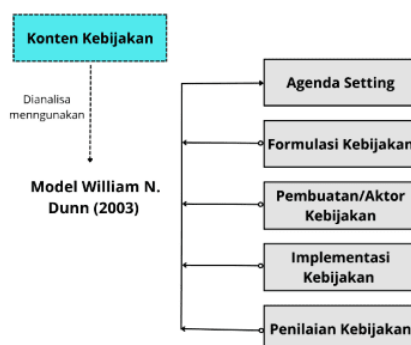 Konten Kebijakan
Dianalisa
menngunakan
Model William N.
Dunn (2003)
Agenda Setting
Formulasi Kebijakan
Pembuatan/Aktor
Kebijakan
Implementasi
Kebijakan
Penilaian Kebijakan